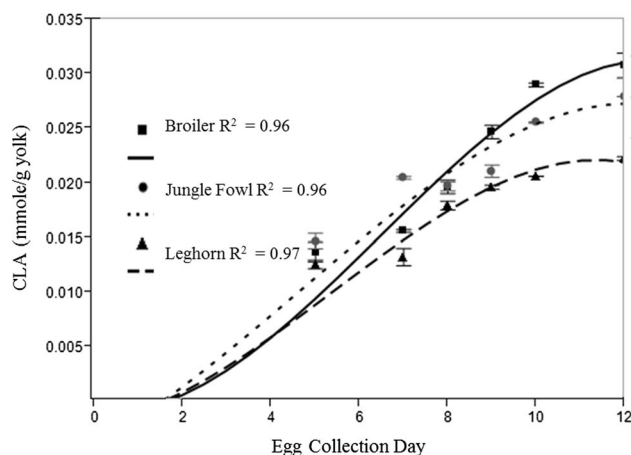 0.035
0.030
0.025
0.020
0.015
0.010
0.005
CLA (mmole/g yolk)
Broiler R² = 0.96
Jungle Fowl R² = 0.96
Leghorn R² = 0.97
0 2 4 6 8 10 12
Egg Collection Day